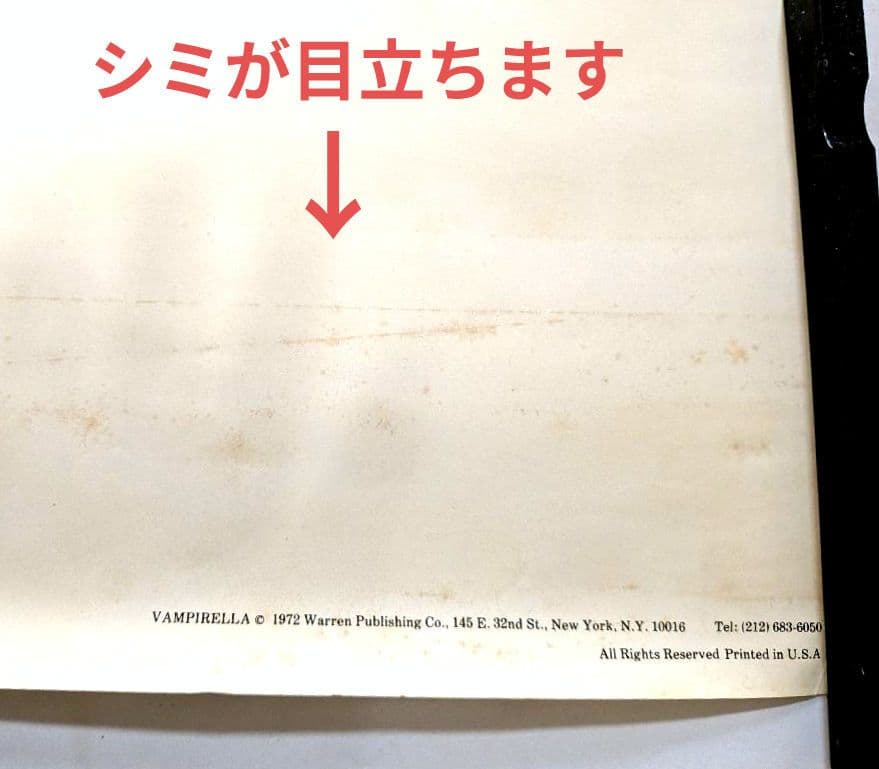 シミが目立ちます
↓
VAMPIRELLA © 1972 Warren Publishing Co., 145 E. 32nd St., New York, N.Y. 10016 Tel: (212) 683-6050
All Rights Reserved Printed in U.S.A